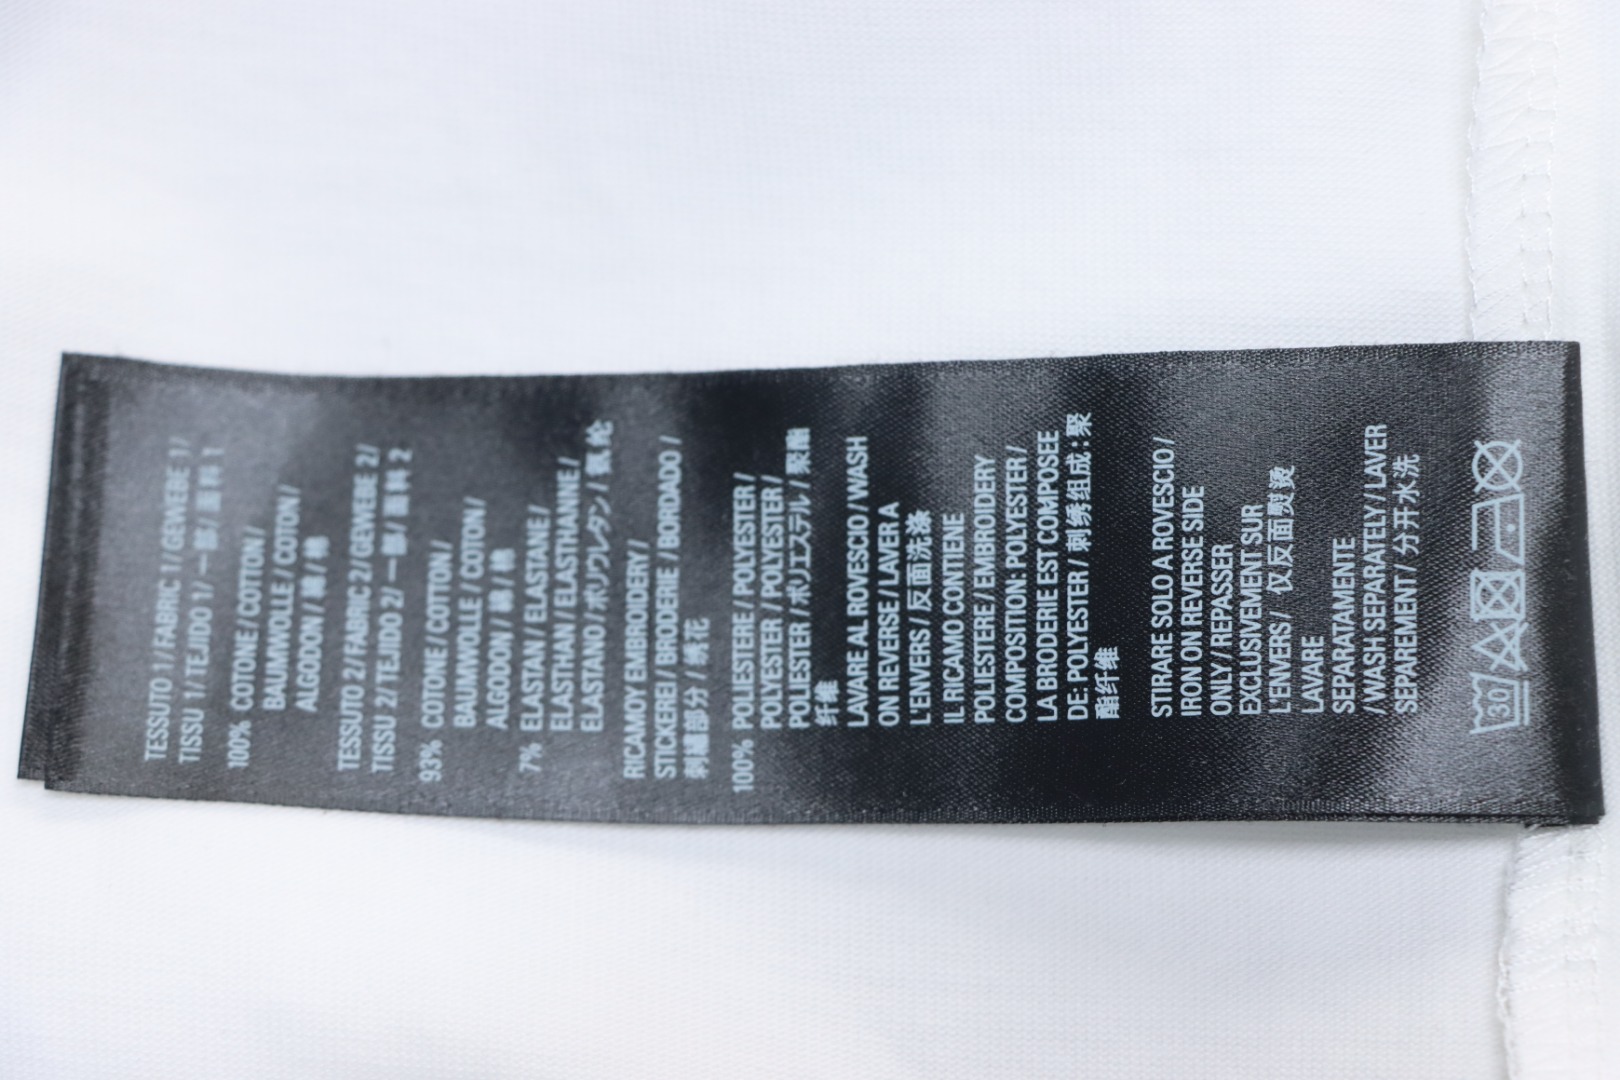 TESSUTO 1/ FABRIC 1/ GEWEBE 1/
TISSU 1/ TEJIDO 1/ 一部/ 面料 1
100% COTONE / COTTON /
BAUMWOLLE / COTON /
ALGODON / 綿 / 棉
TESSUTO 2/ FABRIC 2/ GEWEBE 2/
TISSU 2/ TEJIDO 2/ 一部/ 面料 2
93% COTONE / COTTON /
BAUMWOLLE / COTON /
ALGODON / 綿 / 棉
7% ELASTAN / ELASTANE /
ELASTHAN / ELASTHANNE /
ELASTANO / ポリウレタン / 氨纶
RICAMOY EMBROIDERY /
STICKEREI / BRODERIE / BORDADO /
刺繍部分 / 绣花
100% POLIESTERE / POLYESTER /
POLYESTER / POLYESTER /
POLIESTER / ポリエステル / 聚酯
纤维
LAVARE AL ROVESCIO / WASH
ON REVERSE / LAVER A
L'ENVERS / 反面洗涤
IL RICAMO CONTIENE
POLIESTERE / EMBROIDERY
COMPOSITION: POLYESTER /
LA BRODERIE EST COMPOSEE
DE: POLYESTER / 刺绣组成: 聚
酯纤维
STIRARE SOLO A ROVESCIO /
IRON ON REVERSE SIDE
ONLY / REPASSER
EXCLUSIVEMENT SUR
L'ENVERS / 仅反面熨烫
LAVARE
SEPARATAMENTE
/ WASH SEPARATELY / LAVER
SEPAREMENT / 分开水洗
30